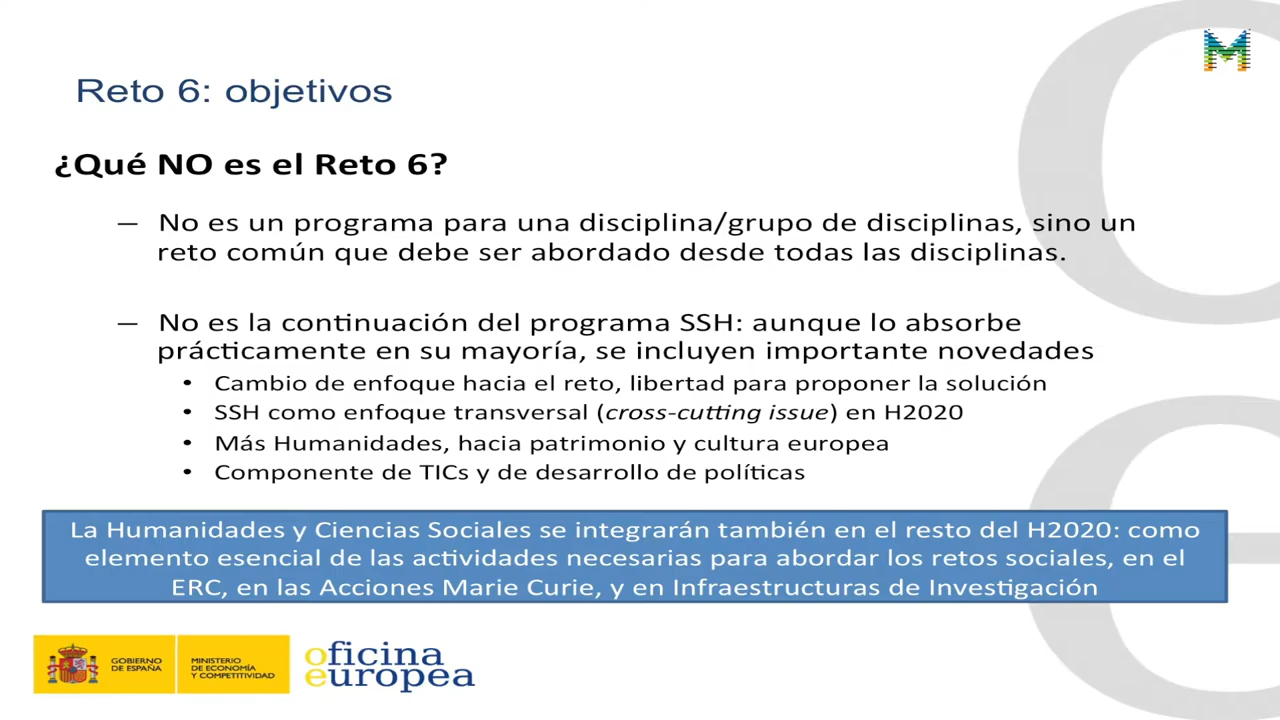 Reto 6: objetivos
¿Qué NO es el Reto 6?
— No es un programa para una disciplina/grupo de disciplinas, sino un
reto común que debe ser abordado desde todas las disciplinas.
— No es la continuación del programa SSH: aunque lo absorbe
prácticamente en su mayoría, se incluyen importante novedades
• Cambio de enfoque hacia el reto, libertad para proponer la solución
• SSH como enfoque transversal (cross-cutting issue) en H2020
• Más Humanidades, hacia patrimonio y cultura europea
• Componente de TICs y de desarrollo de políticas
La Humanidades y Ciencias Sociales se integrarán también en el resto del H2020: como
elemento esencial de las actividades necesarias para abordar los retos sociales, en el
ERC, en las Acciones Marie Curie, y en Infraestructuras de Investigación
GOBIERNO
DE ESPAÑA
MINISTERIO
DE ECONOMÍA
Y COMPETITIVIDAD
oficina
europea